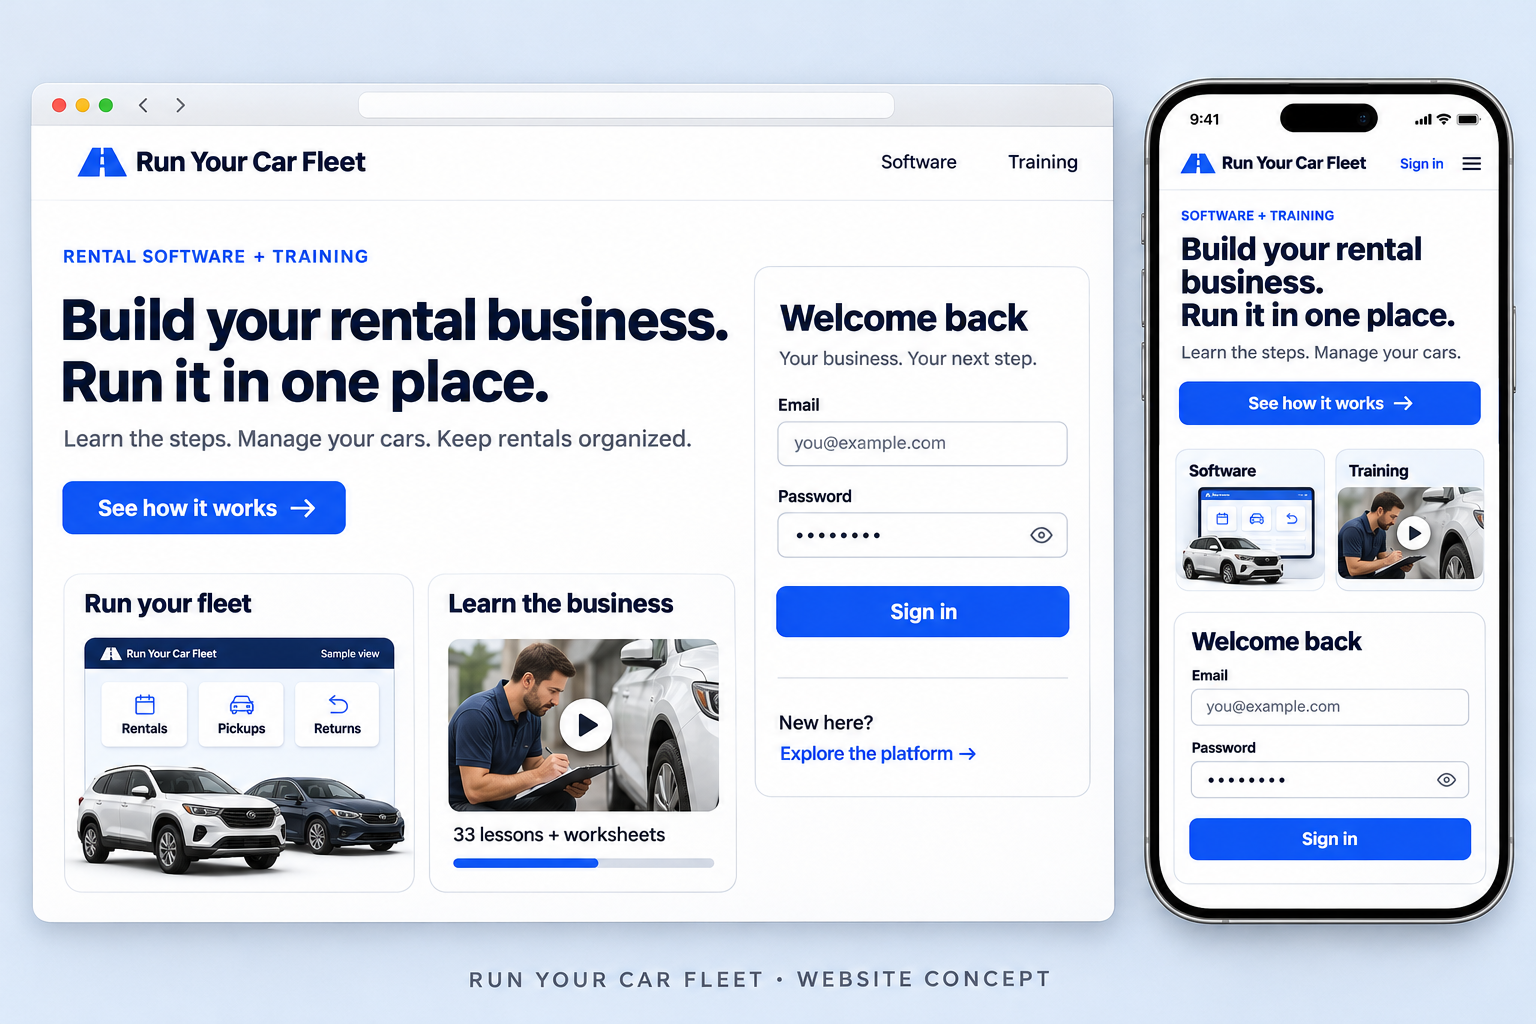 Run Your Car Fleet
Software
Training
RENTAL SOFTWARE + TRAINING
Build your rental business.
Run it in one place.
Learn the steps. Manage your cars. Keep rentals organized.
See how it works →
Run your fleet
Run Your Car Fleet
Sample view
Rentals
Pickups
Returns
Learn the business
33 lessons + worksheets
Welcome back
Your business. Your next step.
Email
you@example.com
Password
••••••••
Sign in
New here?
Explore the platform →
9:41
Run Your Car Fleet
Sign in
SOFTWARE + TRAINING
Build your rental
business.
Run it in one place.
Learn the steps. Manage your cars.
See how it works →
Software
Training
Welcome back
Email
you@example.com
Password
••••••••
Sign in
RUN YOUR CAR FLEET • WEBSITE CONCEPT